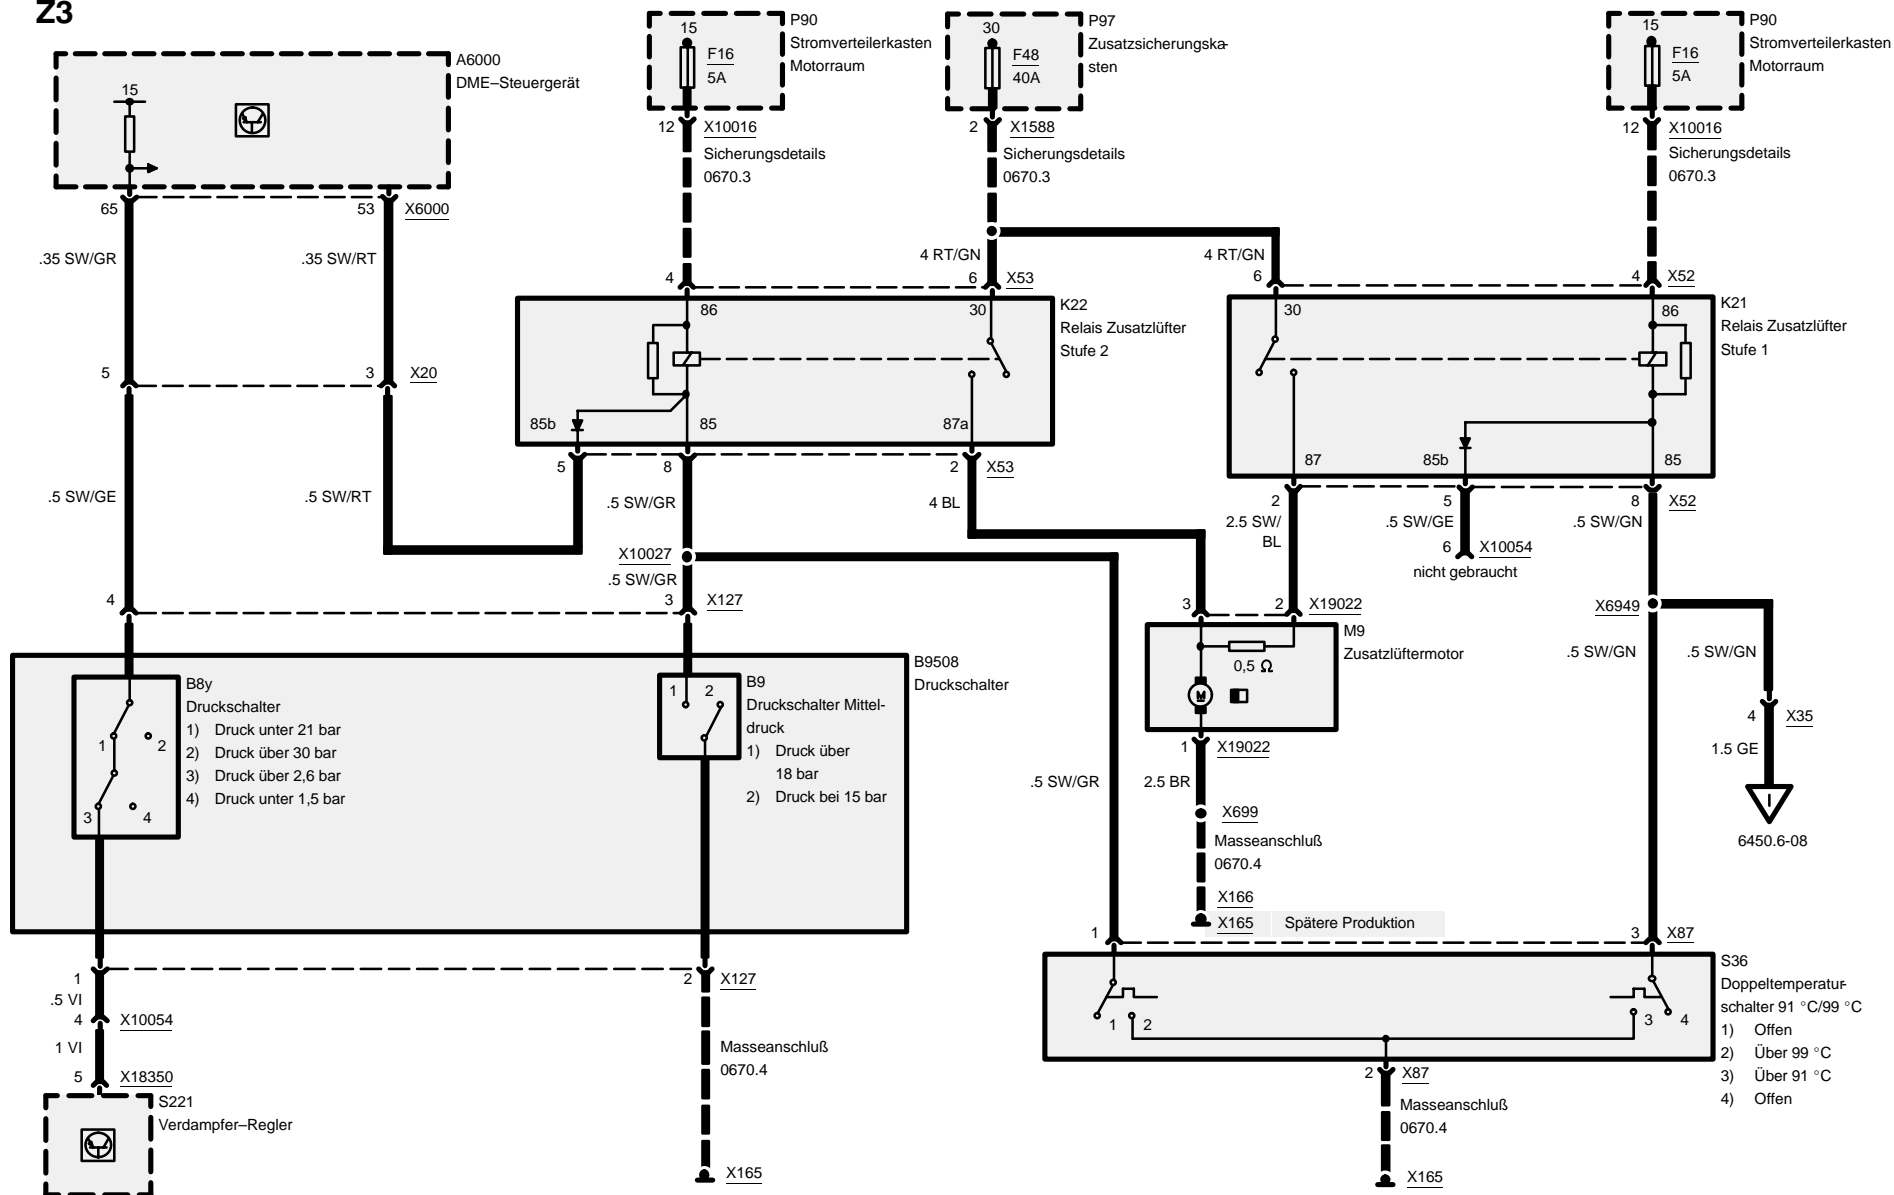 Z3
A6000
DME–Steuergerät
15
65
53
X6000
.35 SW/GR
.35 SW/RT
5
3
X20
.5 SW/GE
.5 SW/RT
P90
Stromverteilerkasten
Motorraum
15
F16
5A
12
X10016
Sicherungsdetails
0670.3
P97
Zusatzsicherungska-
sten
30
F48
40A
2
X1588
Sicherungsdetails
0670.3
4 RT/GN
4 RT/GN
P90
Stromverteilerkasten
Motorraum
15
F16
5A
12
X10016
Sicherungsdetails
0670.3
4
6
X53
K22
Relais Zusatzlüfter
Stufe 2
86
30
85b
85
87a
5
8
2
X53
.5 SW/GR
4 BL
X10027
.5 SW/GR
6
4
X52
K21
Relais Zusatzlüfter
Stufe 1
30
86
87
85b
85
2
5
8
X52
2.5 SW/
BL
.5 SW/GE
.5 SW/GN
6
X10054
nicht gebraucht
X6949
.5 SW/GN
.5 SW/GN
4
X35
1.5 GE
I
6450.6-08
4
3
X127
B9508
Druckschalter
B8y
Druckschalter
1) Druck unter 21 bar
2) Druck über 30 bar
3) Druck über 2,6 bar
4) Druck unter 1,5 bar
1
2
3
4
B9
Druckschalter Mittel-
druck
1) Druck über
18 bar
2) Druck bei 15 bar
1
2
3
2
X19022
M9
Zusatzlüftermotor
0,5 Ω
M
1
X19022
2.5 BR
X699
Masseanschluß
0670.4
X166
X165
Spätere Produktion
.5 SW/GR
1
3
X87
S36
Doppeltemperatur-
schalter 91 °C/99 °C
1) Offen
2) Über 99 °C
3) Über 91 °C
4) Offen
1
2
3
4
2
X87
Masseanschluß
0670.4
X165
1
2
X127
.5 VI
4
X10054
1 VI
5
X18350
S221
Verdampfer–Regler
Masseanschluß
0670.4
X165